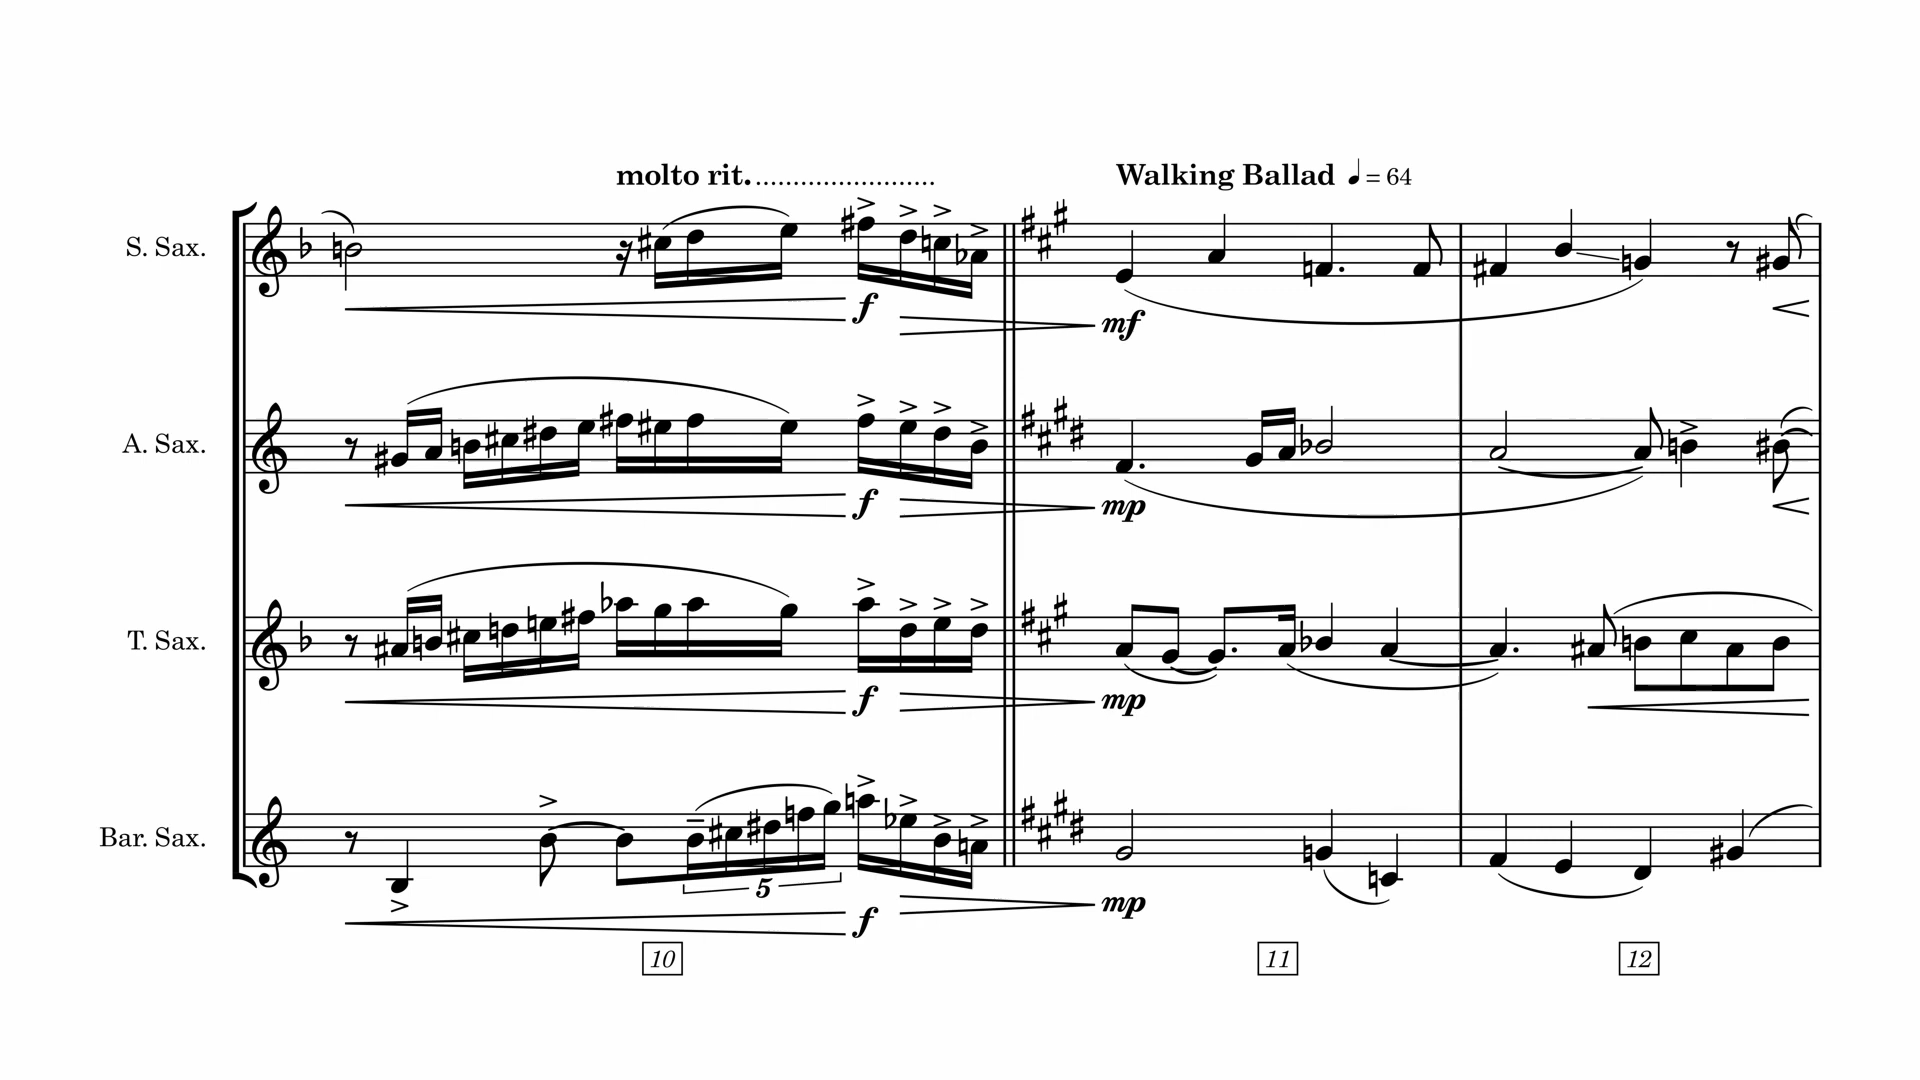 molto rit........................ Walking Ballad ♩= 64
S. Sax.
f
mf
A. Sax.
f
mp
T. Sax.
f
mp
Bar. Sax.
5
f
mp
10 11 12